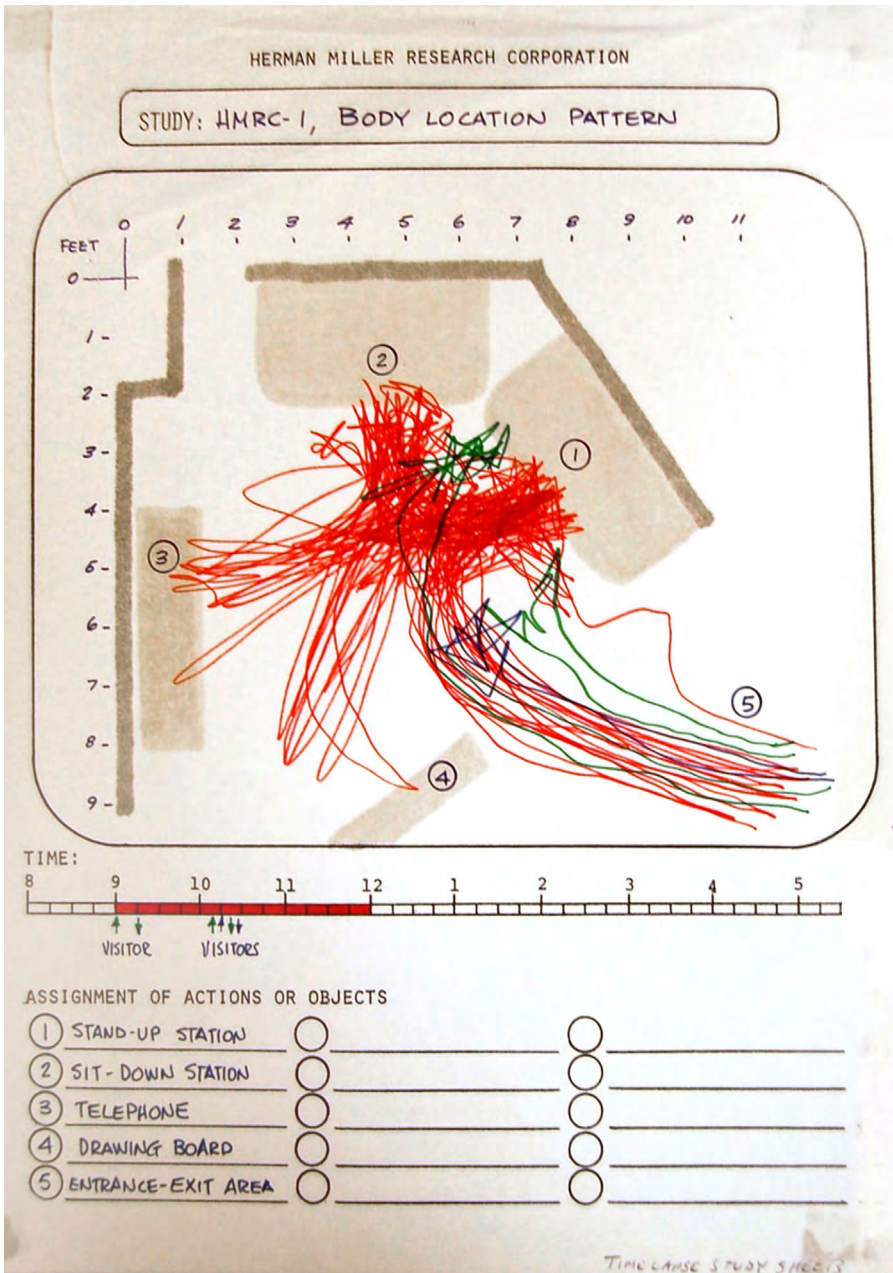 HERMAN MILLER RESEARCH CORPORATION
STUDY: HMRC-1, BODY LOCATION PATTERN
0 1 2 3 4 5 6 7 8 9 10 11
FEET
0
1
2
②
3
①
4
③
5
6
7
⑤
8
④
9
TIME:
8 9 10 11 12 1 2 3 4 5
VISITOR VISITORS
ASSIGNMENT OF ACTIONS OR OBJECTS
① STAND-UP STATION
② SIT-DOWN STATION
③ TELEPHONE
④ DRAWING BOARD
⑤ ENTRANCE-EXIT AREA
TIMELAPSE STUDY SHEETS